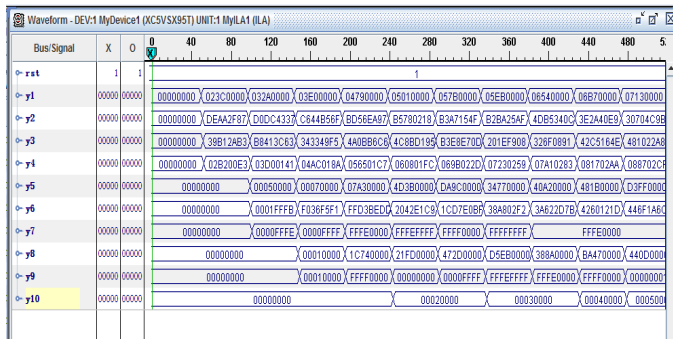 Waveform - DEV:1 MyDevice1 (XC5VSX95T) UNIT:1 MyILA1 (ILA)
Bus/Signal X O 0 40 80 120 160 200 240 280 320 360 400 440 480 5
X
rst 1 1 1
y1 00000 00000 00000000 023C0000 032A0000 03E00000 04790000 05010000 057B0000 05EB0000 06540000 06B70000 07130000
y2 00000 00000 00000000 DEAA2F87 D0DC4337 C644B56F BD56EA97 B5780218 B3A7154F B2BA25AF 4DB5340C 3E2A40E9 30704C9B
y3 00000 00000 00000000 39B12AB3 B8413C63 343349F5 4A0BB6C6 4C8BD195 B3E8E70D 201EF908 326F0891 42C5164E 481022A8
y4 00000 00000 00000000 02B200E3 03D00141 04AC018A 056501C7 060801FC 069B022D 07230259 07A10283 081702AA 088702CF
y5 00000 00000 00000000 00050000 00070000 07A30000 4D3B0000 DA9C0000 34770000 40A20000 481B0000 D3FF0000
y6 00000 00000 00000000 0001FFFB F036F5F1 FFD3BEDD 2042E1C9 1CD7E0BF 38A802F2 3A622D7B 4260121D 446F1A6C
y7 00000 00000 00000000 0000FFFE 0000FFFF FFFE0000 FFFEFFFF FFFF0000 FFFFFFFF FFFE0000
y8 00000 00000 00000000 00010000 1C740000 21FD0000 472D0000 D5EB0000 388A0000 BA470000 440D0000
y9 00000 00000 00000000 00010000 FFFF0000 00000000 0000FFFF FFFEFFFF FFFE0000 FFFF0000 00000001
y10 00000 00000 00000000 00020000 00030000 00040000 0005000